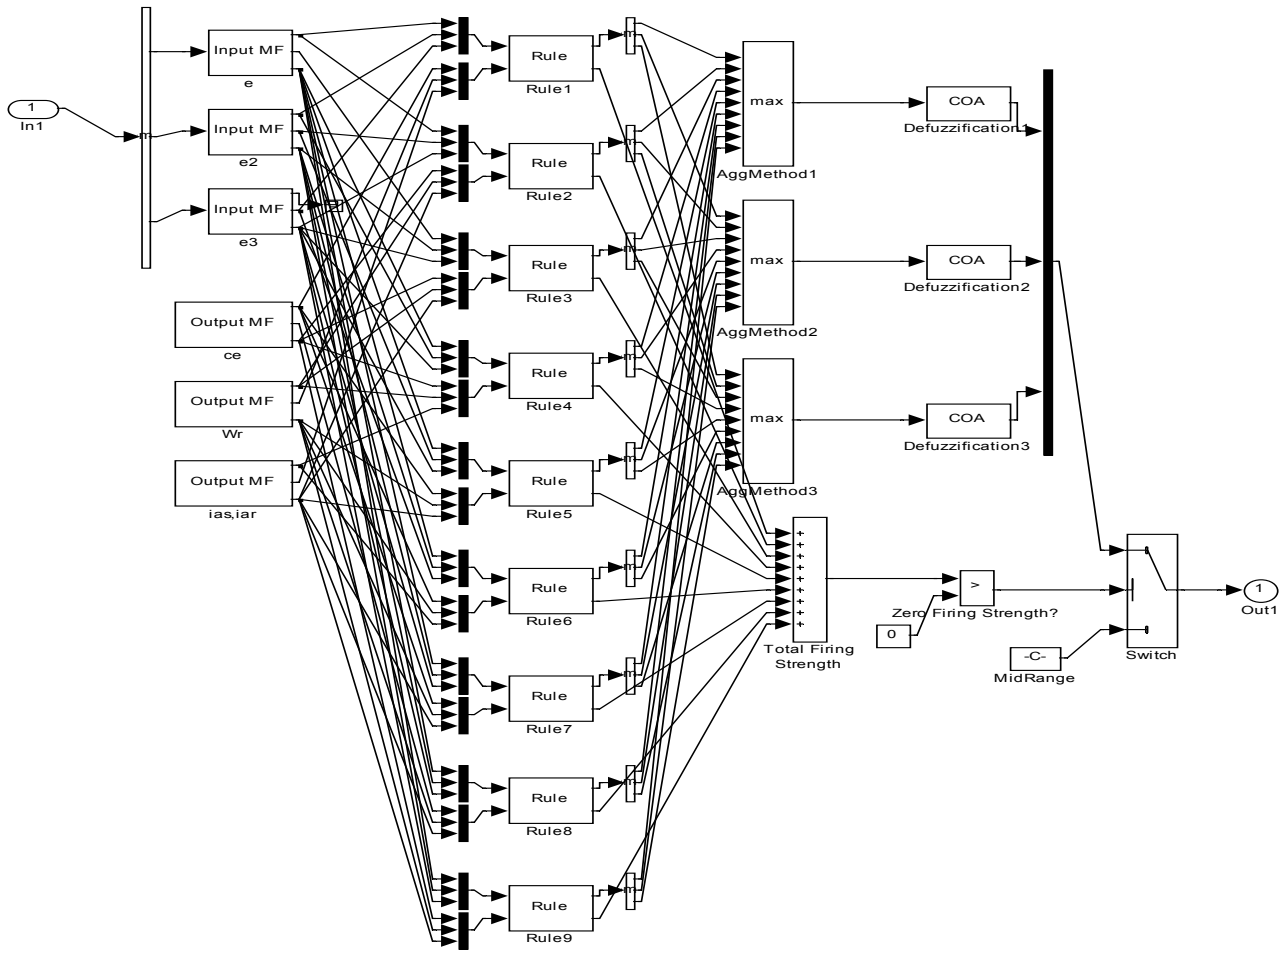 1
In1
m
Input MF
e
Input MF
e2
Input MF
e3
Output MF
ce
Output MF
Wr
Output MF
ias,iar
Rule
Rule1
m
Rule
Rule2
m
Rule
Rule3
m
Rule
Rule4
m
Rule
Rule5
m
Rule
Rule6
m
Rule
Rule7
m
Rule
Rule8
m
Rule
Rule9
m
max
AggMethod1
max
AggMethod2
max
AggMethod3
COA
Defuzzification1
COA
Defuzzification2
COA
Defuzzification3
+
+
+
+
+
+
+
+
+
Total Firing
Strength
>
Zero Firing Strength?
0
-C-
MidRange
Switch
1
Out1